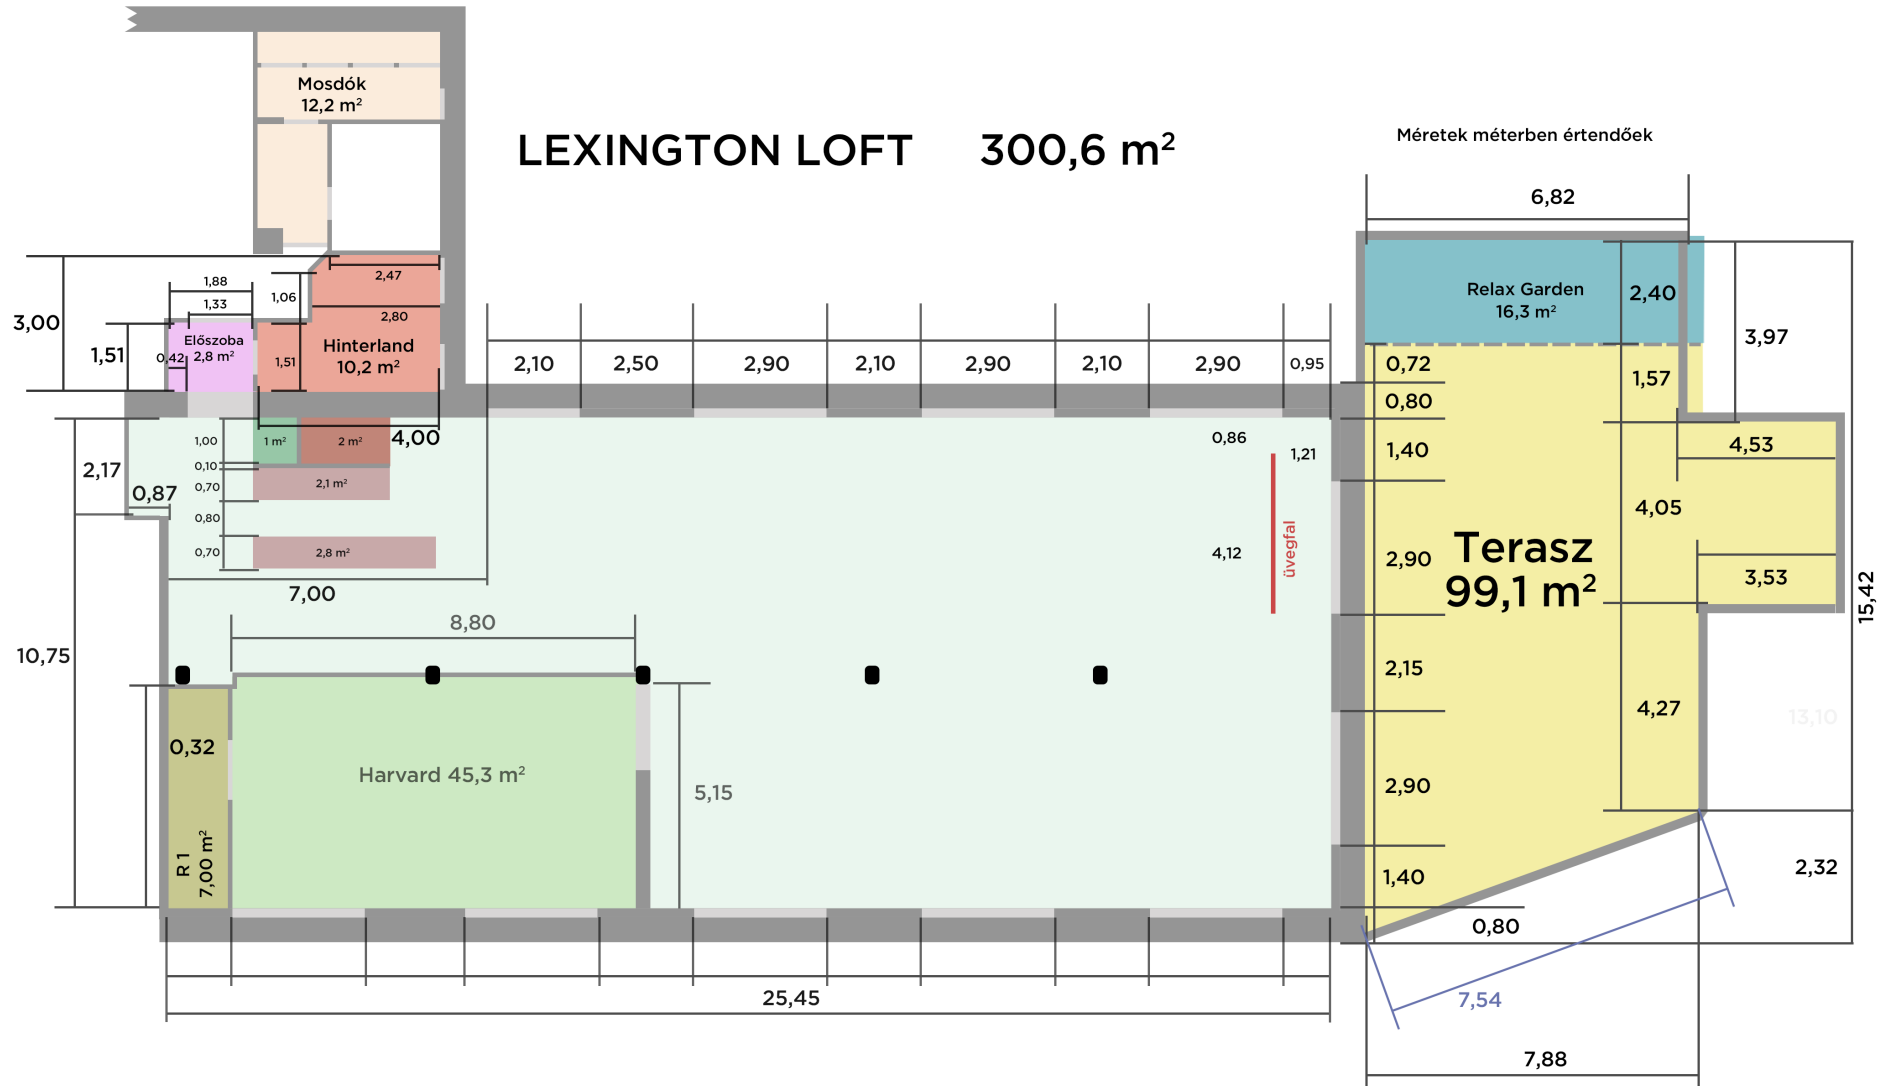 Mosdók
12,2 m²
LEXINGTON LOFT 300,6 m²
Méretek méterben értendőek
6,82
2,47
1,88
1,33
1,06
2,80
3,00
1,51
0,42
Előszoba
2,8 m²
1,51
Hinterland
10,2 m²
2,10
2,50
2,90
2,10
2,90
2,10
2,90
0,95
Relax Garden
16,3 m²
2,40
3,97
0,72
1,57
0,80
1,00
1 m²
2 m²
4,00
0,86
1,21
1,40
4,53
2,17
0,10
0,70
2,1 m²
0,87
0,80
4,05
0,70
2,8 m²
4,12
üvegfal
2,90
Terasz
99,1 m²
3,53
15,42
7,00
8,80
10,75
2,15
4,27
13,10
0,32
Harvard 45,3 m²
5,15
2,90
R 1
7,00 m²
1,40
2,32
0,80
25,45
7,54
7,88